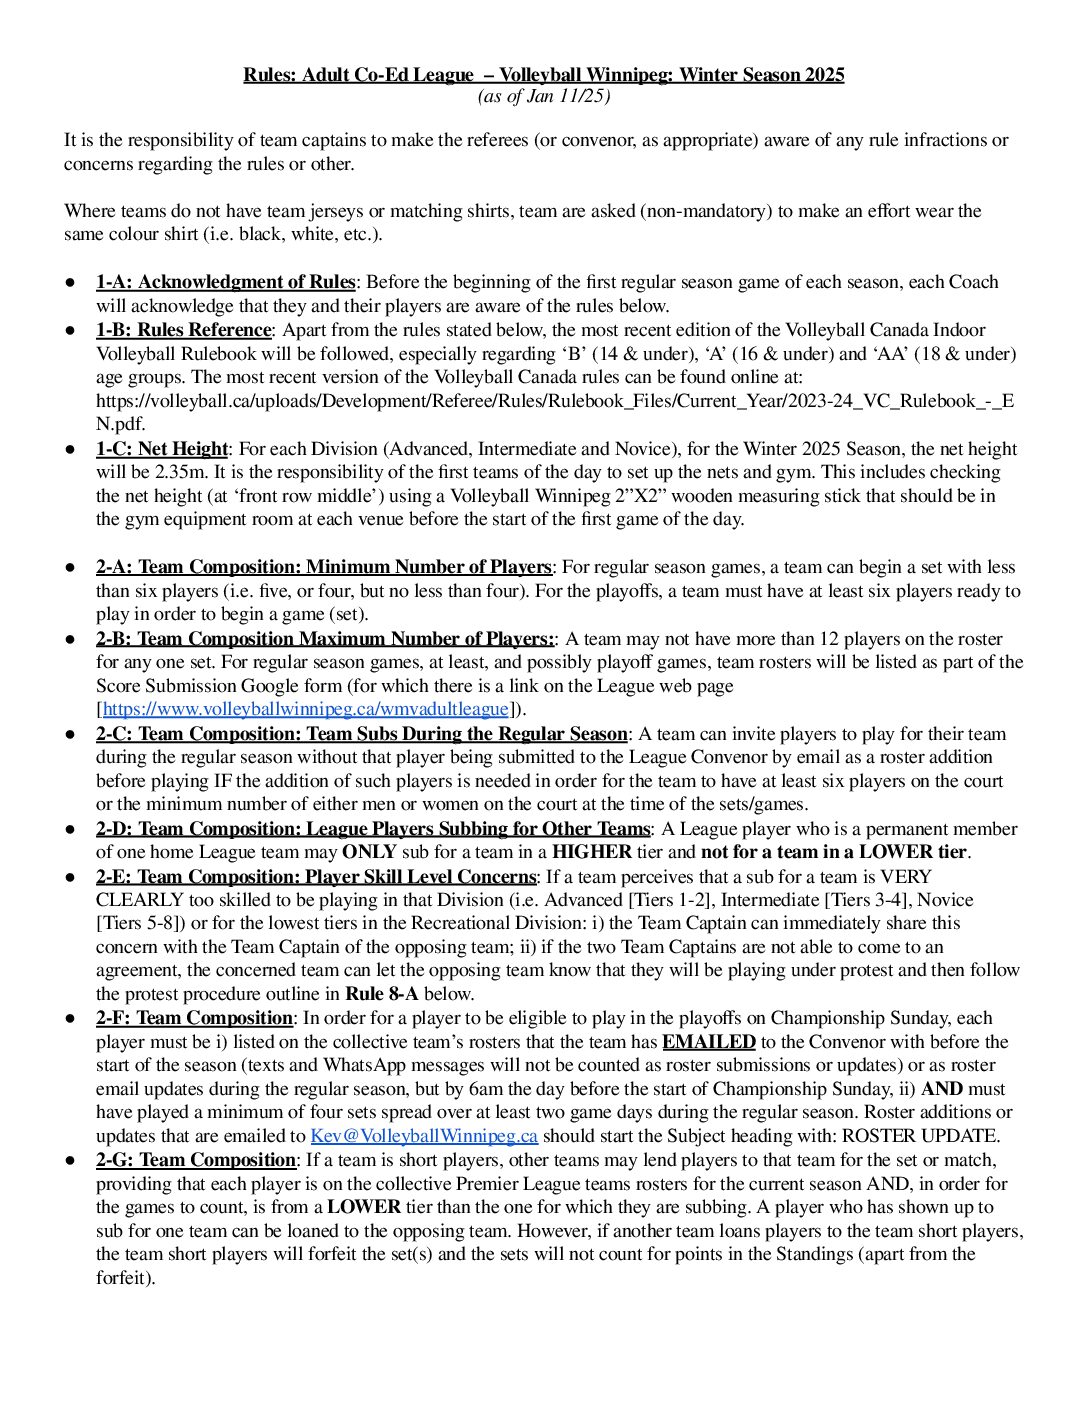 Rules: Adult Co-Ed League – Volleyball Winnipeg: Winter Season 2025
(as of Jan 11/25)
It is the responsibility of team captains to make the referees (or convenor, as appropriate) aware of any rule infractions or
concerns regarding the rules or other.
Where teams do not have team jerseys or matching shirts, team are asked (non-mandatory) to make an effort wear the
same colour shirt (i.e. black, white, etc.).
● 1-A: Acknowledgment of Rules: Before the beginning of the first regular season game of each season, each Coach
will acknowledge that they and their players are aware of the rules below.
● 1-B: Rules Reference: Apart from the rules stated below, the most recent edition of the Volleyball Canada Indoor
Volleyball Rulebook will be followed, especially regarding ‘B’ (14 & under), ‘A’ (16 & under) and ‘AA’ (18 & under)
age groups. The most recent version of the Volleyball Canada rules can be found online at:
https://volleyball.ca/uploads/Development/Referee/Rules/Rulebook_Files/Current_Year/2023-24_VC_Rulebook_-_E
N.pdf.
● 1-C: Net Height: For each Division (Advanced, Intermediate and Novice), for the Winter 2025 Season, the net height
will be 2.35m. It is the responsibility of the first teams of the day to set up the nets and gym. This includes checking
the net height (at ‘front row middle’) using a Volleyball Winnipeg 2”X2” wooden measuring stick that should be in
the gym equipment room at each venue before the start of the first game of the day.
● 2-A: Team Composition: Minimum Number of Players: For regular season games, a team can begin a set with less
than six players (i.e. five, or four, but no less than four). For the playoffs, a team must have at least six players ready to
play in order to begin a game (set).
● 2-B: Team Composition Maximum Number of Players:: A team may not have more than 12 players on the roster
for any one set. For regular season games, at least, and possibly playoff games, team rosters will be listed as part of the
Score Submission Google form (for which there is a link on the League web page
[https://www.volleyballwinnipeg.ca/wmvadultleague]).
● 2-C: Team Composition: Team Subs During the Regular Season: A team can invite players to play for their team
during the regular season without that player being submitted to the League Convenor by email as a roster addition
before playing IF the addition of such players is needed in order for the team to have at least six players on the court
or the minimum number of either men or women on the court at the time of the sets/games.
● 2-D: Team Composition: League Players Subbing for Other Teams: A League player who is a permanent member
of one home League team may ONLY sub for a team in a HIGHER tier and not for a team in a LOWER tier.
● 2-E: Team Composition: Player Skill Level Concerns: If a team perceives that a sub for a team is VERY
CLEARLY too skilled to be playing in that Division (i.e. Advanced [Tiers 1-2], Intermediate [Tiers 3-4], Novice
[Tiers 5-8]) or for the lowest tiers in the Recreational Division: i) the Team Captain can immediately share this
concern with the Team Captain of the opposing team; ii) if the two Team Captains are not able to come to an
agreement, the concerned team can let the opposing team know that they will be playing under protest and then follow
the protest procedure outline in Rule 8-A below.
● 2-F: Team Composition: In order for a player to be eligible to play in the playoffs on Championship Sunday, each
player must be i) listed on the collective team’s rosters that the team has EMAILED to the Convenor with before the
start of the season (texts and WhatsApp messages will not be counted as roster submissions or updates) or as roster
email updates during the regular season, but by 6am the day before the start of Championship Sunday, ii) AND must
have played a minimum of four sets spread over at least two game days during the regular season. Roster additions or
updates that are emailed to Kev@VolleyballWinnipeg.ca should start the Subject heading with: ROSTER UPDATE.
● 2-G: Team Composition: If a team is short players, other teams may lend players to that team for the set or match,
providing that each player is on the collective Premier League teams rosters for the current season AND, in order for
the games to count, is from a LOWER tier than the one for which they are subbing. A player who has shown up to
sub for one team can be loaned to the opposing team. However, if another team loans players to the team short players,
the team short players will forfeit the set(s) and the sets will not count for points in the Standings (apart from the
forfeit).